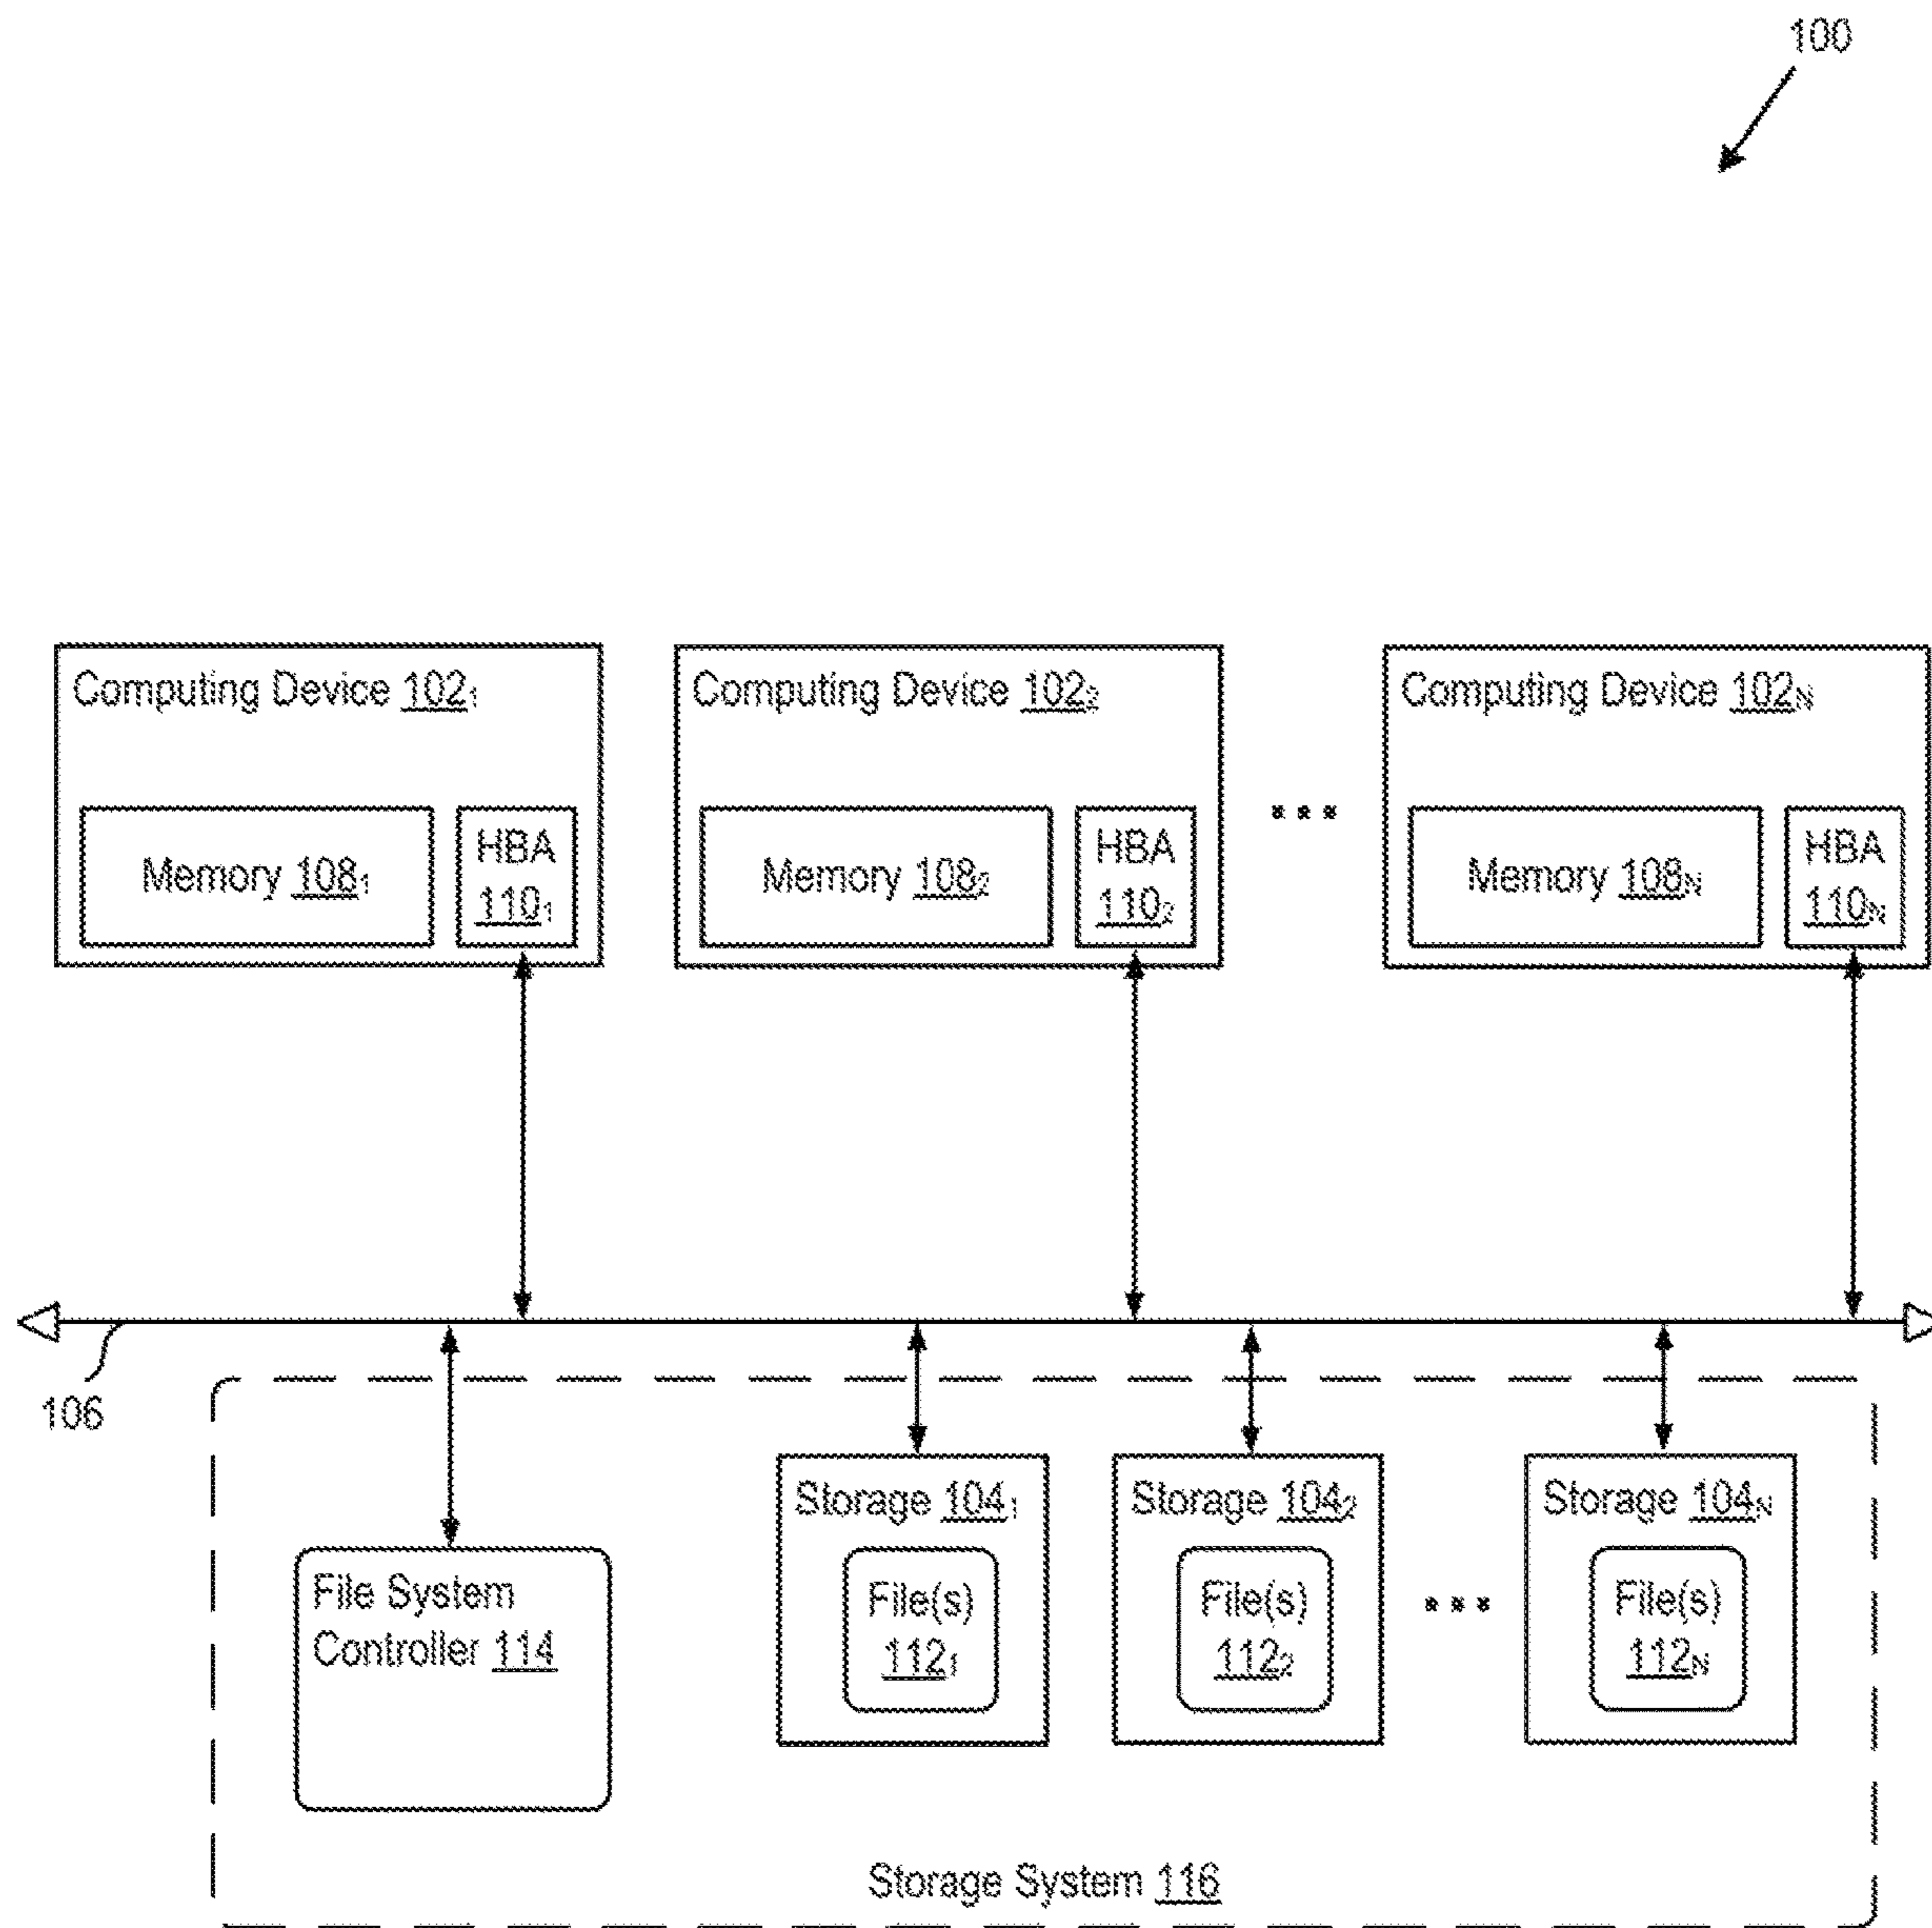 100
Computing Device 102₁
Memory 108₁
HBA
110₁
Computing Device 102₂
Memory 108₂
HBA
110₂
...
Computing Device 102N
Memory 108N
HBA
110N
106
File System
Controller 114
Storage 104₁
File(s)
112₁
Storage 104₂
File(s)
112₂
...
Storage 104N
File(s)
112N
Storage System 116